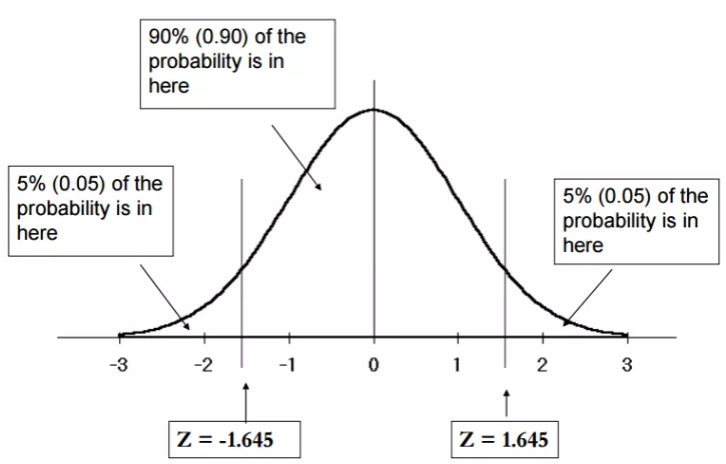 90% (0.90) of the
probability is in
here
5% (0.05) of the
probability is in
here
5% (0.05) of the
probability is in
here
-3 -2 -1 0 1 2 3
Z = -1.645
Z = 1.645